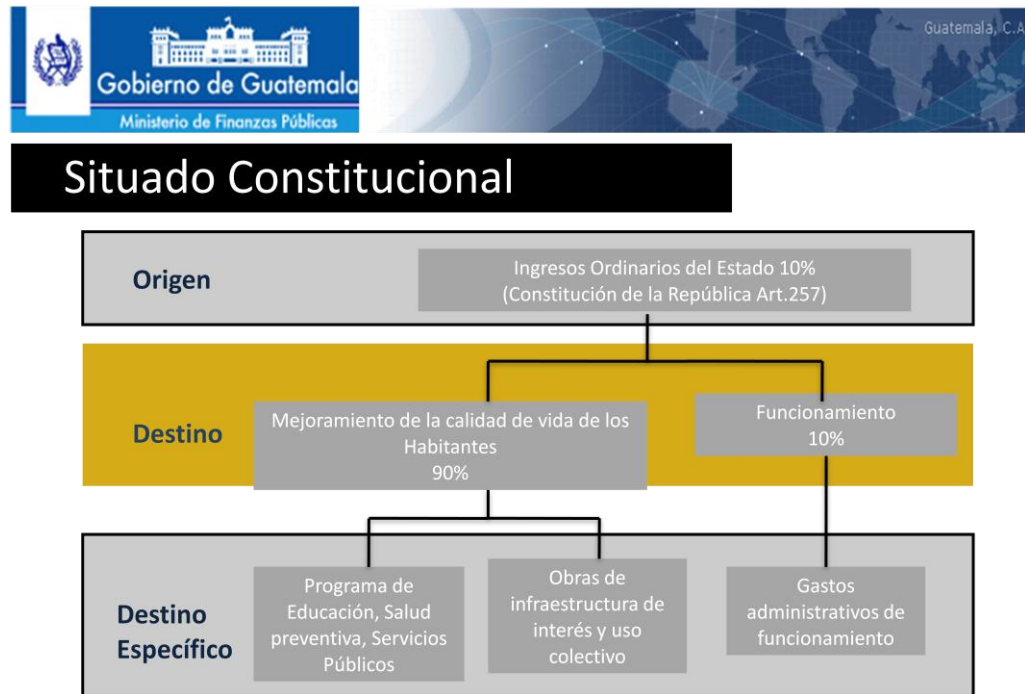 Guatemala, C.A
Gobierno de Guatemala
Ministerio de Finanzas Públicas
Situado Constitucional
Origen
Ingresos Ordinarios del Estado 10%
(Constitución de la República Art.257)
Destino
Mejoramiento de la calidad de vida de los
Habitantes
90%
Funcionamiento
10%
Destino
Específico
Programa de
Educación, Salud
preventiva, Servicios
Públicos
Obras de
infraestructura de
interés y uso
colectivo
Gastos
administrativos de
funcionamiento